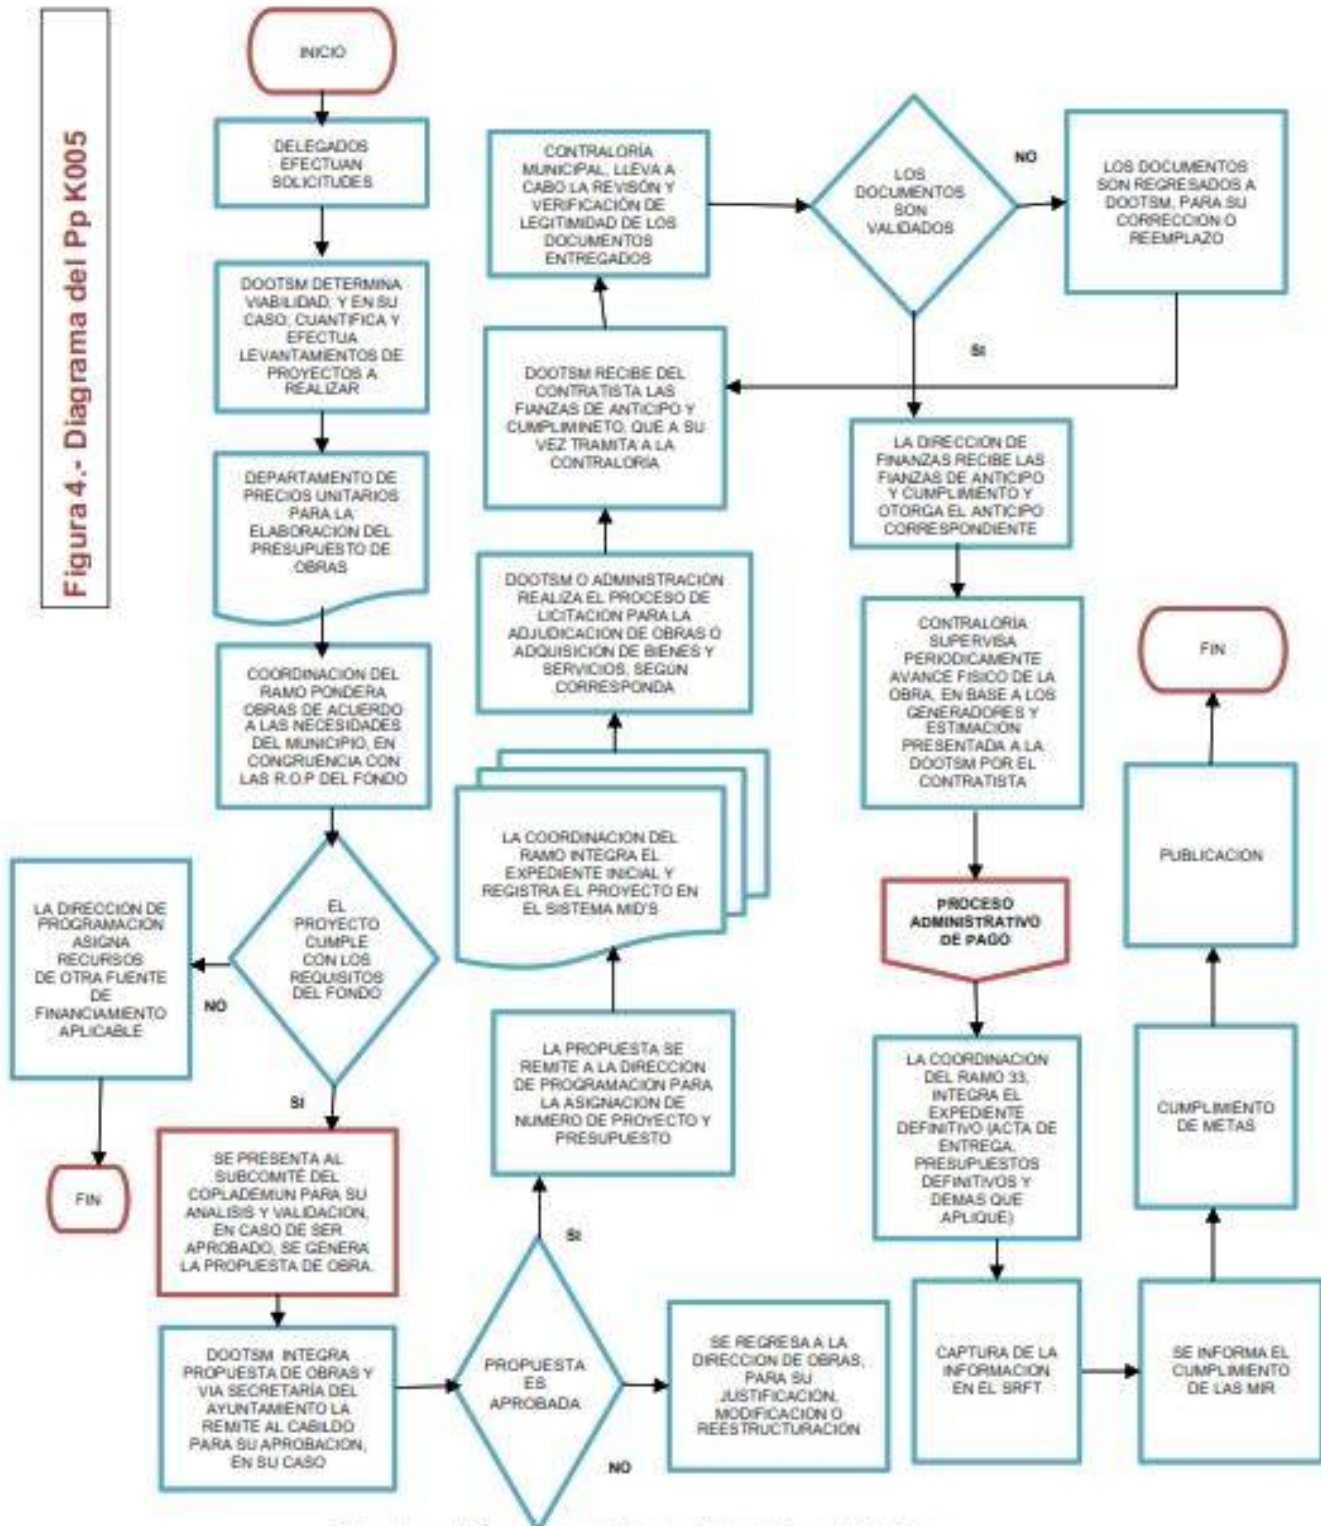 Figura 4.- Diagrama del Pp K005
INICIO
DELEGADOS
EFECTUAN
SOLICITUDES
DOOTSM DETERMINA
VIABILIDAD, Y EN SU
CASO, CUANTIFICA Y
EFECTUA
LEVANTAMIENTOS DE
PROYECTOS A
REALIZAR
DEPARTAMENTO DE
PRECIOS UNITARIOS
PARA LA
ELABORACION DEL
PRESUPUESTO DE
OBRAS
COORDINACION DEL
RAMO PONDERA
OBRAS DE ACUERDO
A LAS NECESIDADES
DEL MUNICIPIO, EN
CONGRUENCIA CON
LAS R.O.P DEL FONDO
EL
PROYECTO
CUMPLE
CON LOS
REQUISITOS
DEL FONDO
NO
LA DIRECCION DE
PROGRAMACION
ASIGNA
RECURSOS
DE OTRA FUENTE
DE
FINANCIAMIENTO
APLICABLE
FIN
SI
SE PRESENTA AL
SUBCOMITÉ DEL
COPLADEMUN PARA SU
ANALISIS Y VALIDACION,
EN CASO DE SER
APROBADO, SE GENERA
LA PROPUESTA DE OBRA.
DOOTSM INTEGRA
PROPUESTA DE OBRAS Y
VIA SECRETARÍA DEL
AYUNTAMIENTO LA
REMITE AL CABILDO
PARA SU APROBACION,
EN SU CASO
PROPUESTA
ES
APROBADA
NO
SE REGRESA A LA
DIRECCION DE OBRAS,
PARA SU
JUSTIFICACIÓN,
MODIFICACION O
REESTRUCTURACION
SI
LA PROPUESTA SE
REMITE A LA DIRECCION
DE PROGRAMACION PARA
LA ASIGNACION DE
NUMERO DE PROYECTO Y
PRESUPUESTO
LA COORDINACION DEL
RAMO INTEGRA EL
EXPEDIENTE INICIAL Y
REGISTRA EL PROYECTO EN
EL SISTEMA MID'S
DOOTSM O ADMINISTRACIÓN
REALIZA EL PROCESO DE
LICITACION PARA LA
ADJUDICACION DE OBRAS O
ADQUISICION DE BIENES Y
SERVICIOS, SEGÚN
CORRESPONDA
DOOTSM RECIBE DEL
CONTRATISTA LAS
FIANZAS DE ANTICIPO Y
CUMPLIMINETO, QUE A SU
VEZ TRAMITA A LA
CONTRALORÍA
CONTRALORÍA
MUNICIPAL, LLEVA A
CABO LA REVISÓN Y
VERIFICACIÓN DE
LEGITIMIDAD DE LOS
DOCUMENTOS
ENTREGADOS
LOS
DOCUMENTOS
SON
VALIDADOS
NO
LOS DOCUMENTOS
SON REGRESADOS A
DOOTSM, PARA SU
CORRECCION O
REEMPLAZO
SI
LA DIRECCION DE
FINANZAS RECIBE LAS
FIANZAS DE ANTICIPO
Y CUMPLIMIENTO Y
OTORGA EL ANTICIPO
CORRESPONDIENTE
CONTRALORÍA
SUPERVISA
PERIODICAMENTE
AVANCE FISICO DE LA
OBRA, EN BASE A LOS
GENERADORES Y
ESTIMACION
PRESENTADA A LA
DOOTSM POR EL
CONTRATISTA
PROCESO
ADMINISTRATIVO
DE PAGO
LA COORDINACION
DEL RAMO 33,
INTEGRA EL
EXPEDIENTE
DEFINITIVO (ACTA DE
ENTREGA,
PRESUPUESTOS
DEFINITIVOS Y
DEMAS QUE
APLIQUE)
CAPTURA DE LA
INFORMACION
EN EL SRFT
SE INFORMA EL
CUMPLIMIENTO
DE LAS MIR
CUMPLIMIENTO
DE METAS
PUBLICACION
FIN